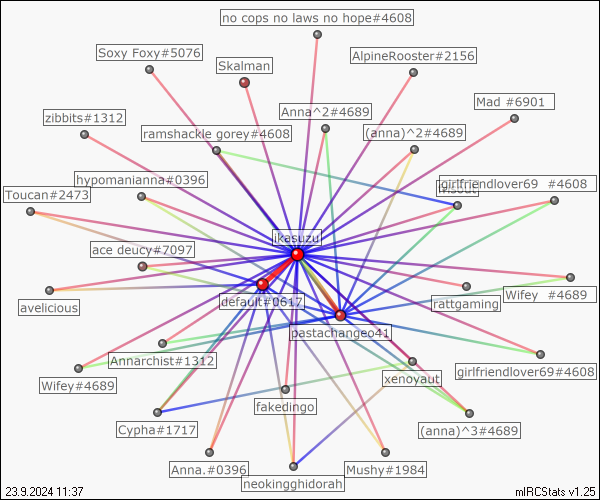 no cops no laws no hope#4608
Soxy Foxy#5076
AlpineRooster#2156
Skalman
Mad #6901
zibbits#1312
Anna^2#4689
ramshackle gorey#4608
(anna)^2#4689
hypomanianna#0396
girlfriendlover69 #4608
Toucan#2473
ikasuzu
ace deucy#7097
default#0617
rattgaming
Wifey #4689
avelicious
pastachangeo41
Annarchist#1312
girlfriendlover69#4608
Wifey#4689
xenoyaut
fakedingo
Cypha#1717
(anna)^3#4689
Anna.#0396
Mushy#1984
neokingghidorah
23.9.2024 11:37
mIRCStats v1.25